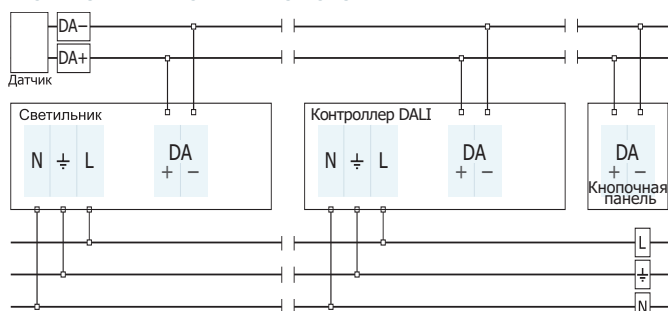 DA−
DA+
Датчик
Светильник
N ⏚ L
DA
+ −
Контроллер DALI
N ⏚ L
DA
+ −
DA
+ −
Кнопочная
панель
L
⏚
N